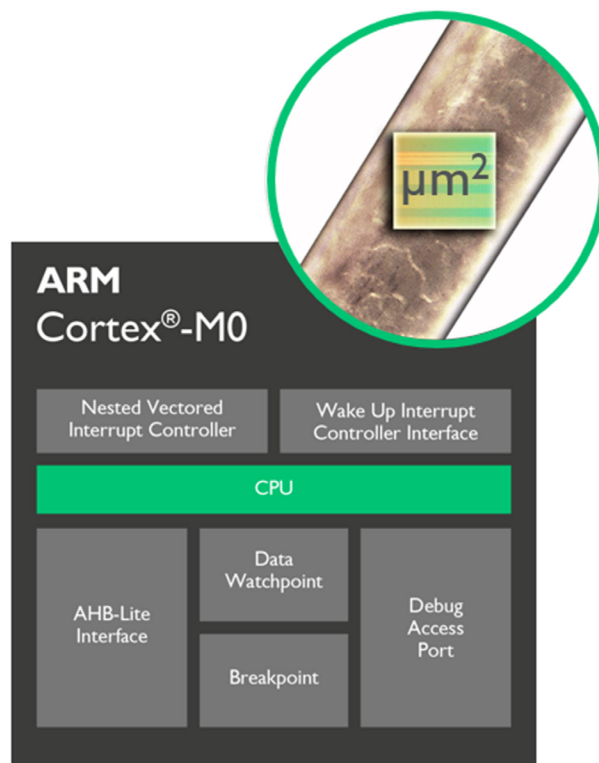 μm²
ARM
Cortex®-M0
Nested Vectored
Interrupt Controller
Wake Up Interrupt
Controller Interface
CPU
AHB-Lite
Interface
Data
Watchpoint
Breakpoint
Debug
Access
Port